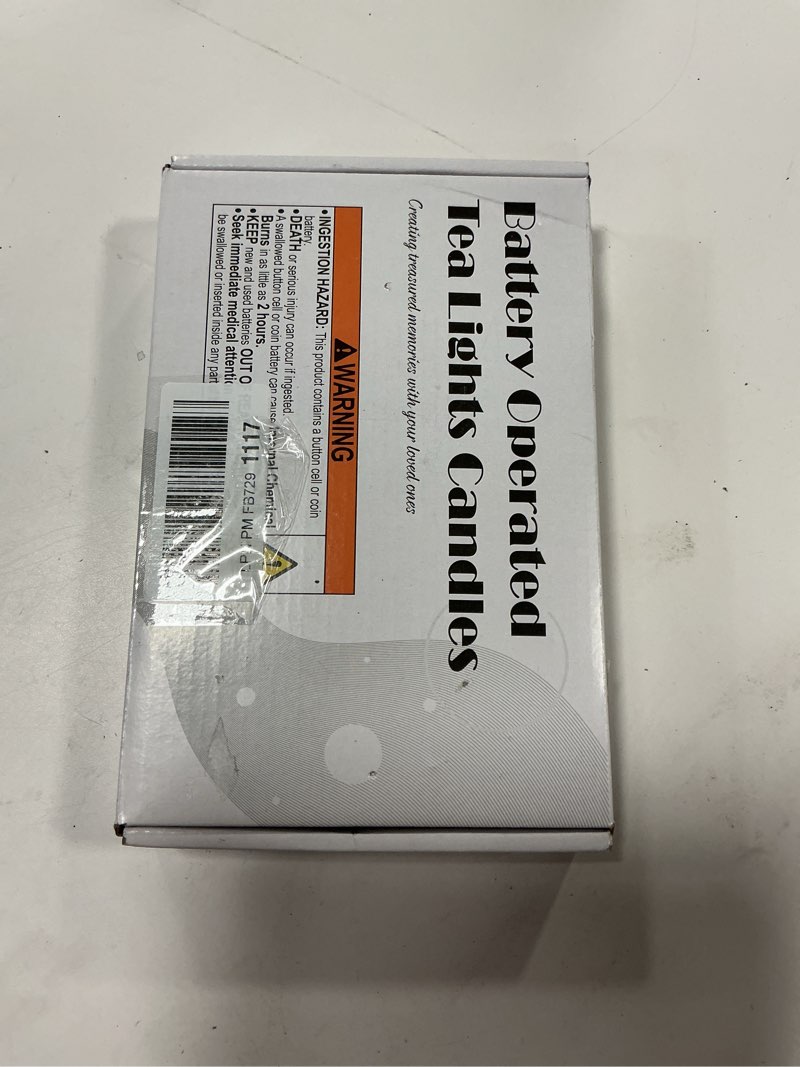 Battery Operated
Tea Lights Candles
Creating treasured memories with your loved ones
WARNING
• INGESTION HAZARD: This product contains a button cell or coin
battery.
• DEATH or serious injury can occur if ingested.
• A swallowed button cell or coin battery can cause Internal Chemical
Burns in as little as 2 hours.
• KEEP new and used batteries OUT O
• Seek immediate medical attentic
be swallowed or inserted inside any part
1117
PM FB729